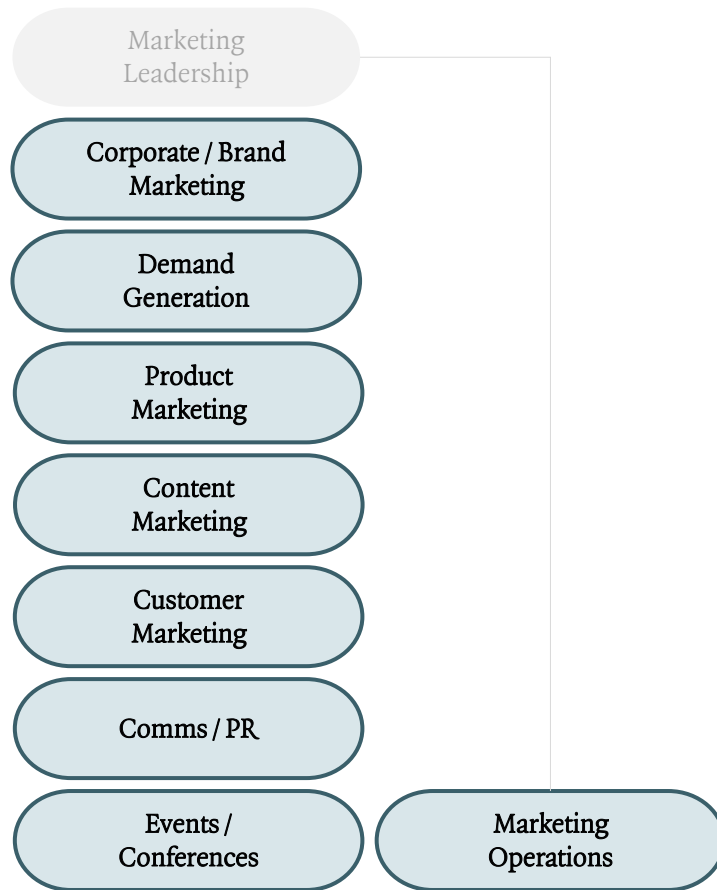 Marketing
Leadership
Corporate / Brand
Marketing
Demand
Generation
Product
Marketing
Content
Marketing
Customer
Marketing
Comms / PR
Events /
Conferences
Marketing
Operations